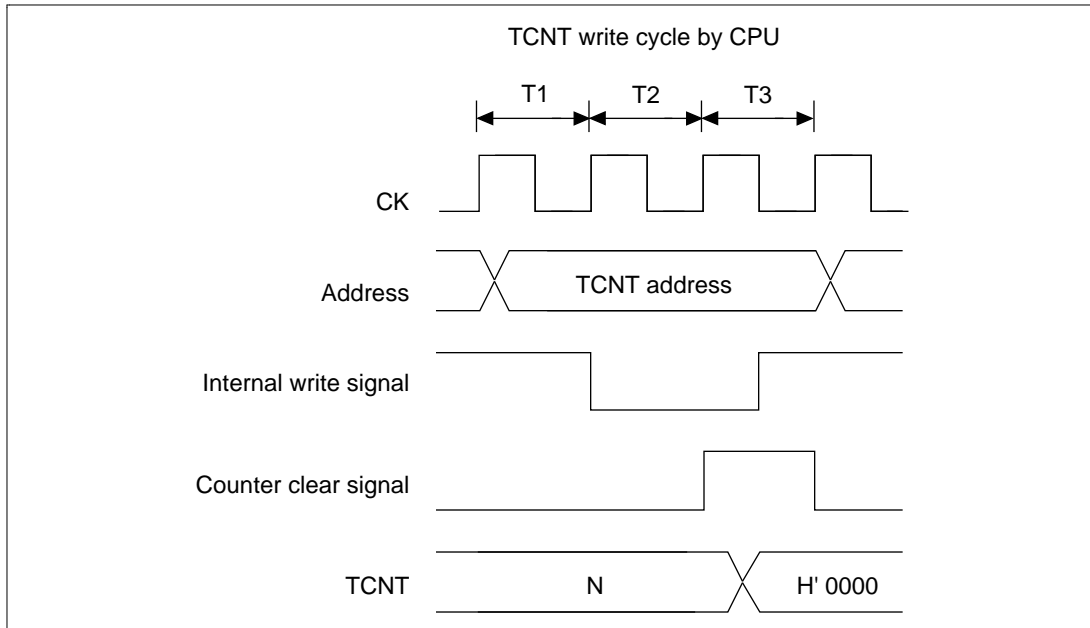 TCNT write cycle by CPU
T1 T2 T3
CK
Address TCNT address
Internal write signal
Counter clear signal
TCNT N H' 0000